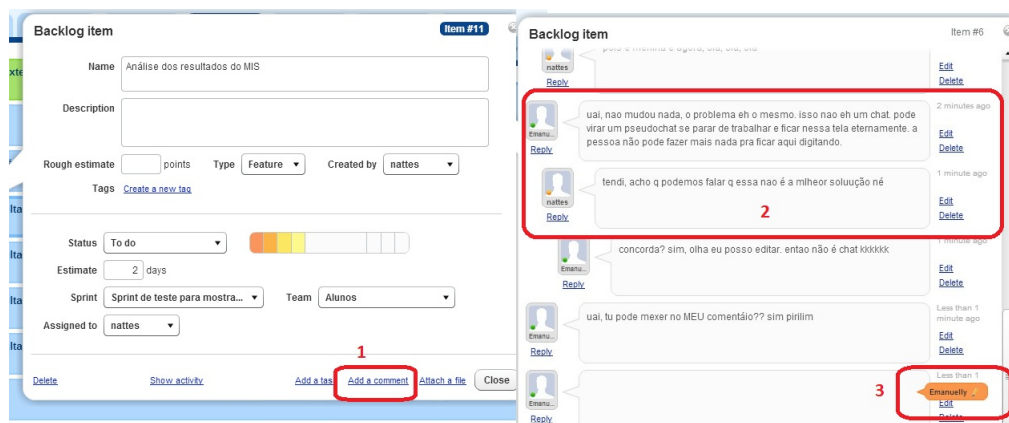 Backlog item
Item #11
Name
Análise dos resultados do MIS
Description
Rough estimate
points
Type
Feature
Created by
nattes
Tags
Create a new tag
Status
To do
Estimate
2
days
Sprint
Sprint de teste para mostra...
Team
Alunos
Assigned to
nattes
1
Delete
Show activity
Add a tas
Add a comment
Attach a file
Close
Backlog item
Item #6
nattes
Reply
Edit
Delete
Emanu...
Reply
uai, nao mudou nada, o problema eh o mesmo. isso nao eh um chat. pode
virar um pseudochat se parar de trabalhar e ficar nessa tela eternamente. a
pessoa não pode fazer mais nada pra ficar aqui digitando.
2 minutes ago
Edit
Delete
nattes
Reply
tendi, acho q podemos falar q essa nao é a mlheor soluução né
2
1 minute ago
Edit
Delete
Emanu...
Reply
concorda? sim, olha eu posso editar. entao não é chat kkkkkk
1 minute ago
Edit
Delete
Emanu...
Reply
uai, tu pode mexer no MEU comentáio?? sim pirilim
Less than 1
minute ago
Edit
Delete
Emanu...
Reply
3
Less than 1
Emanuelly
Edit
Delete